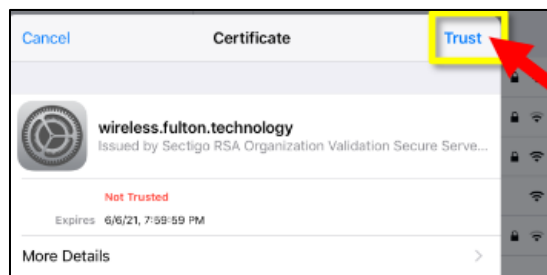 Cancel Certificate Trust
wireless.fulton.technology
Issued by Sectigo RSA Organization Validation Secure Serve...
Not Trusted
Expires 6/6/21, 7:59:59 PM
More Details